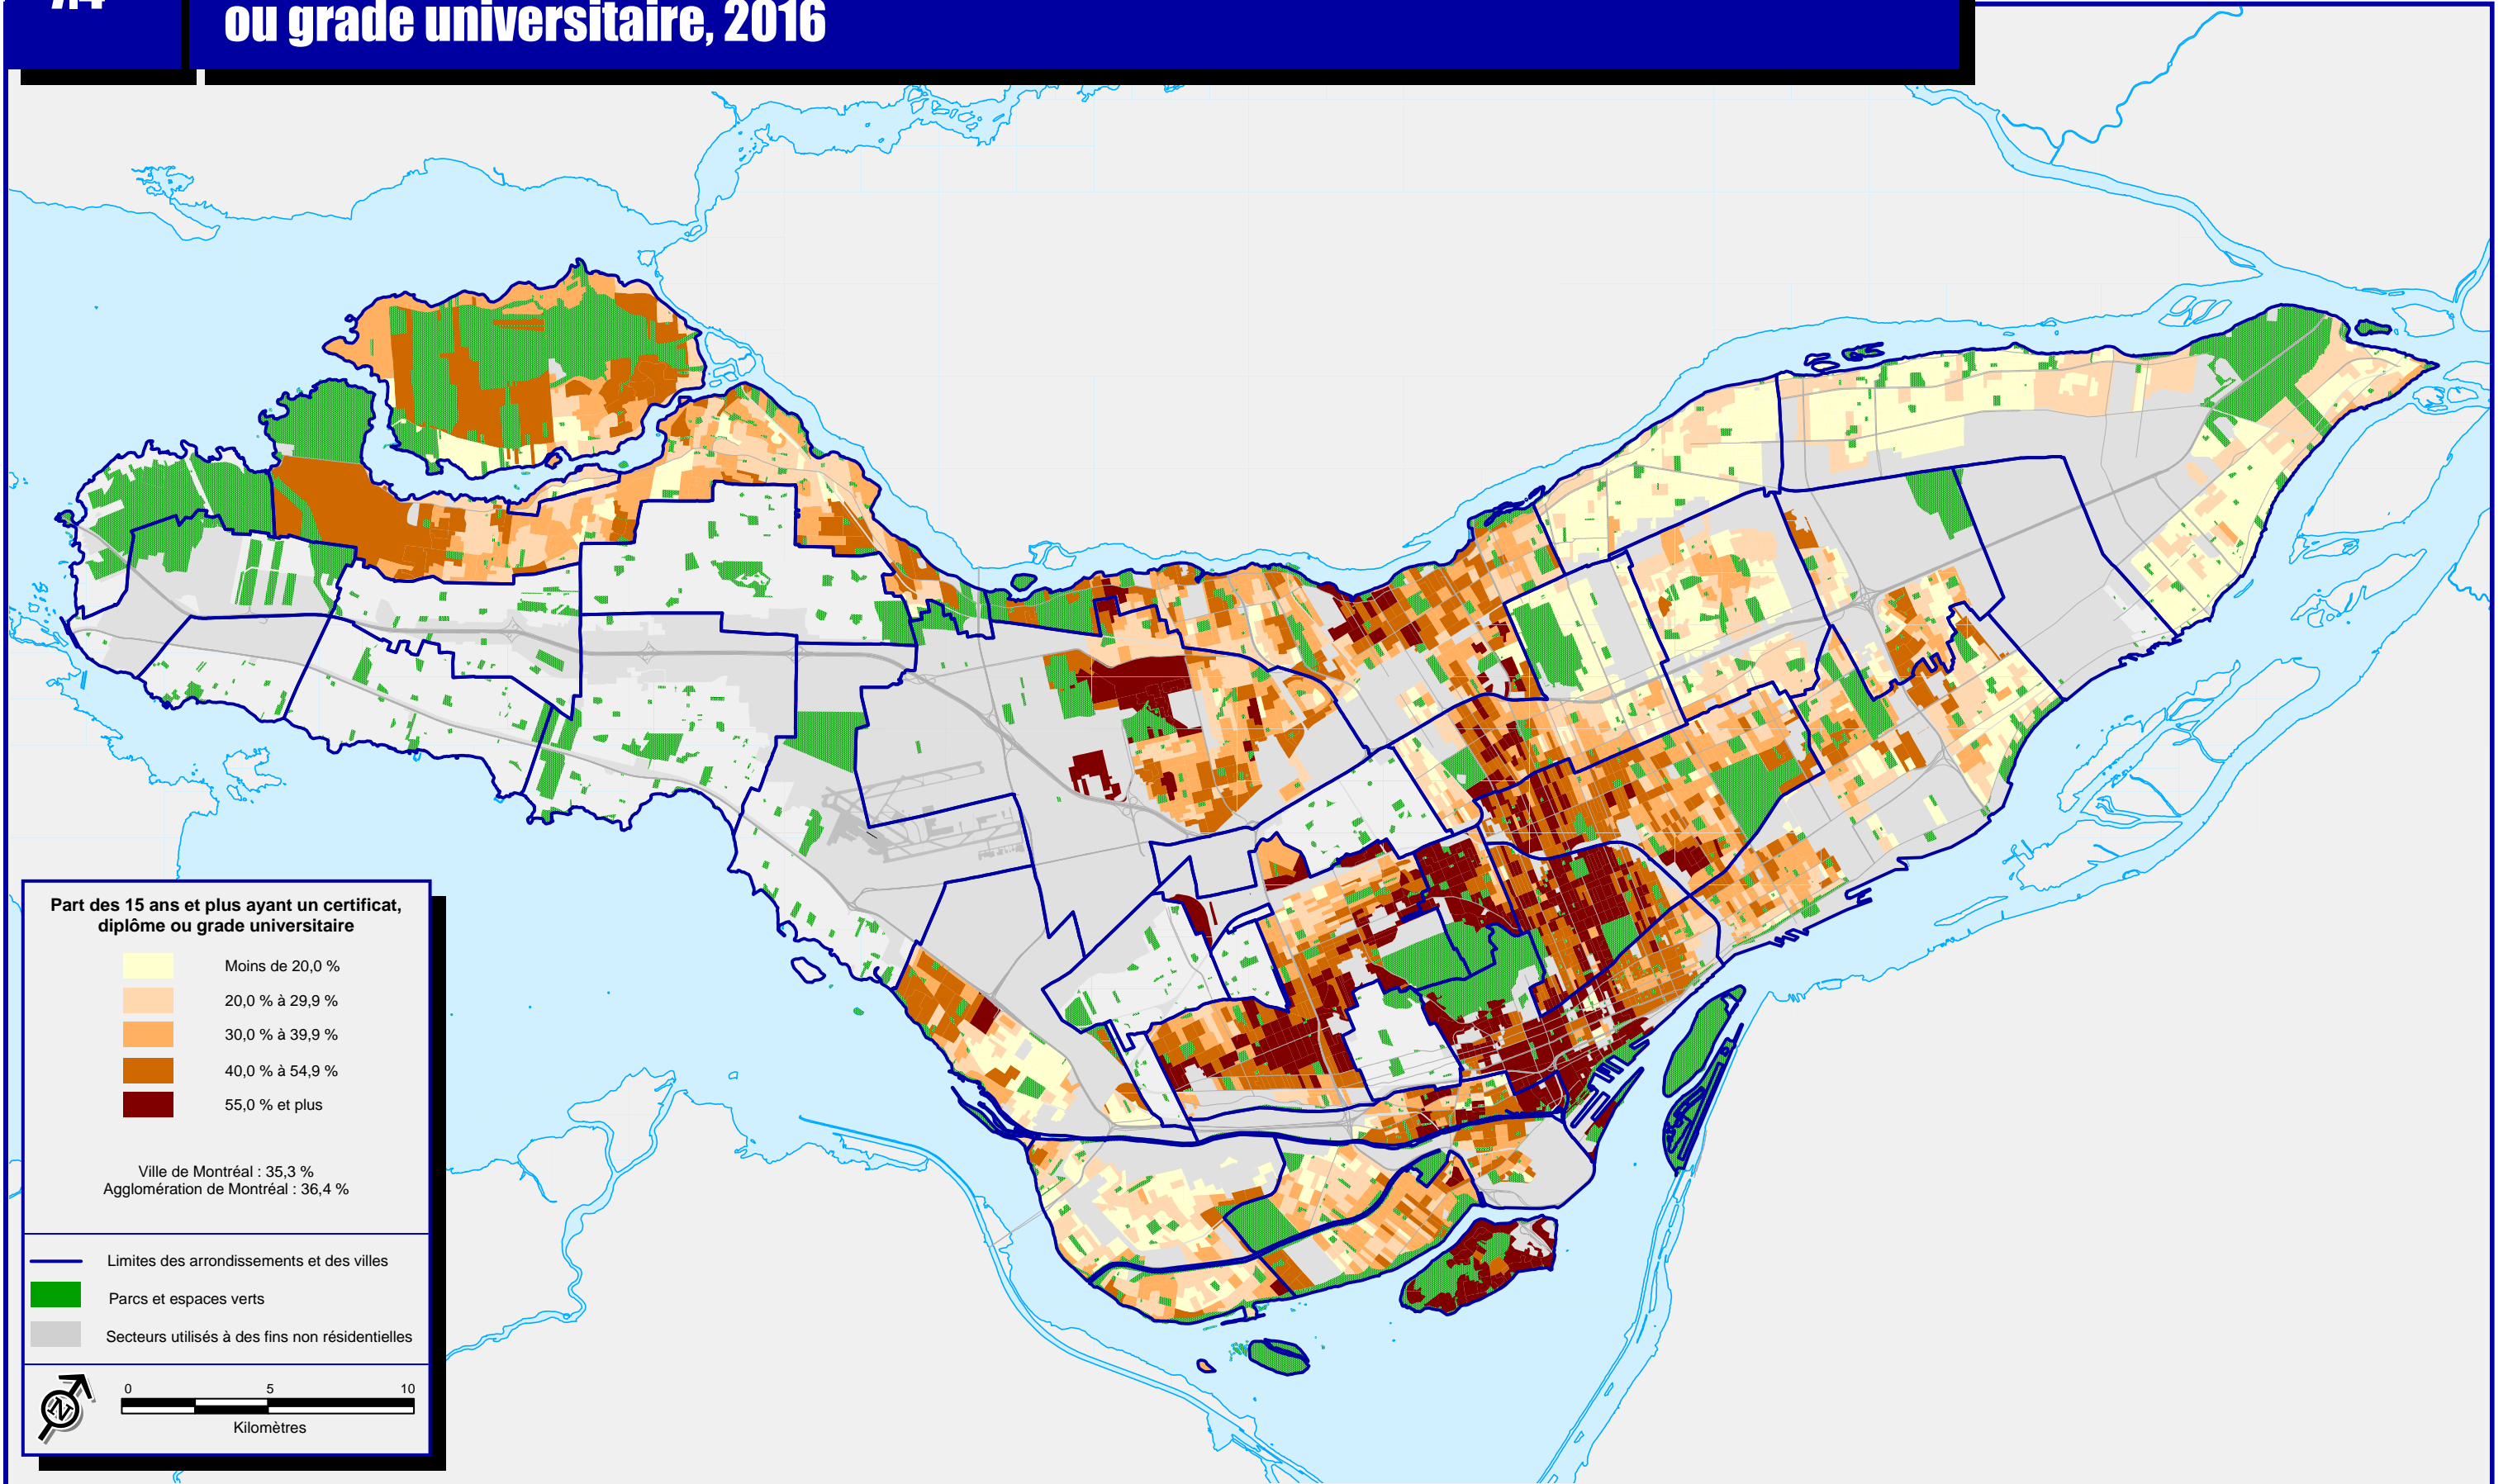 7.4
ou grade universitaire, 2016
Part des 15 ans et plus ayant un certificat,
diplôme ou grade universitaire
Moins de 20,0 %
20,0 % à 29,9 %
30,0 % à 39,9 %
40,0 % à 54,9 %
55,0 % et plus
Ville de Montréal : 35,3 %
Agglomération de Montréal : 36,4 %
Limites des arrondissements et des villes
Parcs et espaces verts
Secteurs utilisés à des fins non résidentielles
N
0 5 10
Kilomètres